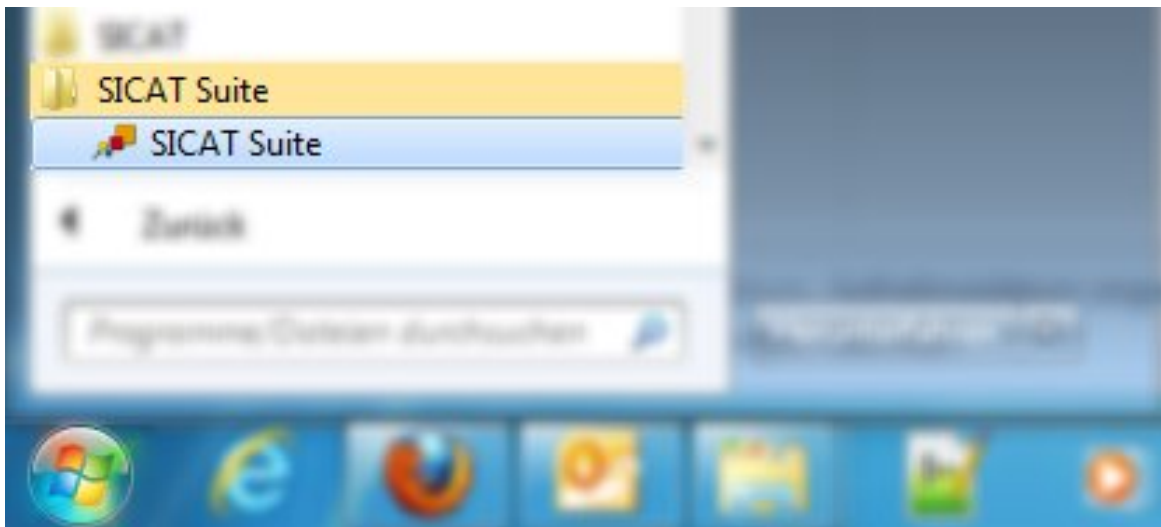 SICAT
SICAT Suite
SICAT Suite
Zurück
Programme/Dateien durchsuchen